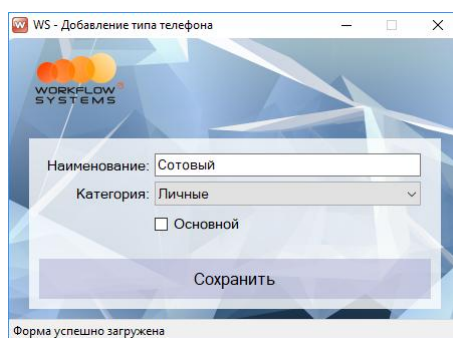 WS - Добавление типа телефона
WORKFLOW
SYSTEMS
Наименование: Сотовый
Категория: Личные
Основной
Сохранить
Форма успешно загружена